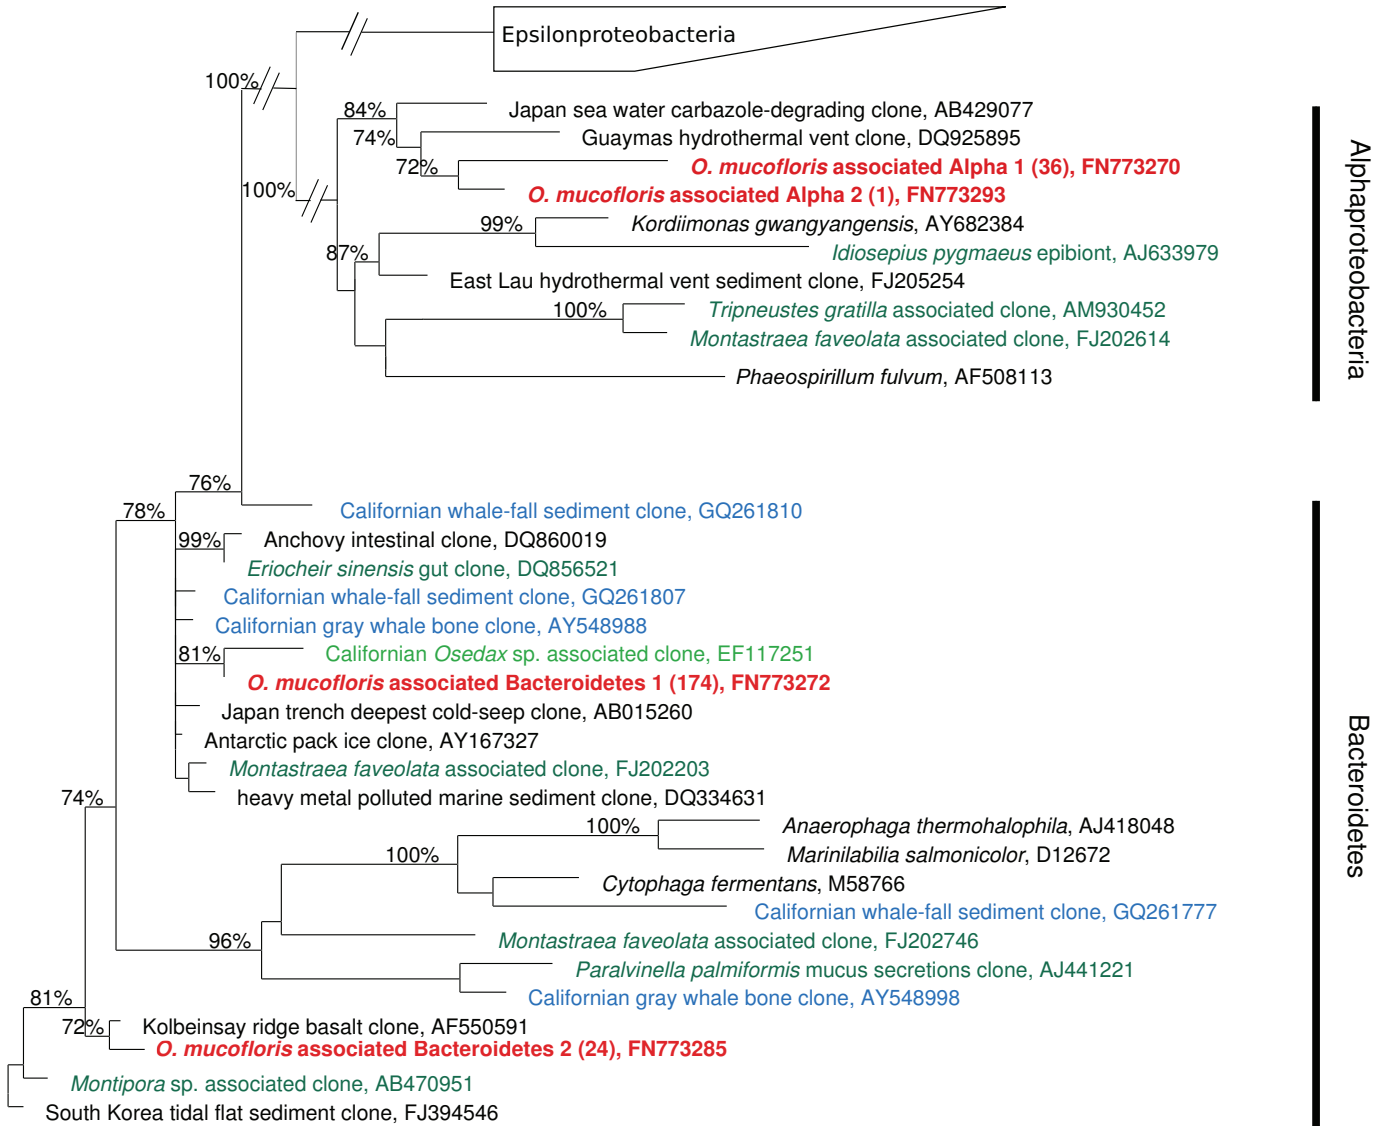 Epsilonproteobacteria
100%
84%
Japan sea water carbazole-degrading clone, AB429077
74%
Guaymas hydrothermal vent clone, DQ925895
72%
O. mucofloris associated Alpha 1 (36), FN773270
100%
O. mucofloris associated Alpha 2 (1), FN773293
99%
Kordiimonas gwangyangensis, AY682384
87%
Idiosepius pygmaeus epibiont, AJ633979
East Lau hydrothermal vent sediment clone, FJ205254
100%
Tripneustes gratilla associated clone, AM930452
Montastraea faveolata associated clone, FJ202614
Phaeospirillum fulvum, AF508113
Alphaproteobacteria
76%
78%
Californian whale-fall sediment clone, GQ261810
99%
Anchovy intestinal clone, DQ860019
Eriocheir sinensis gut clone, DQ856521
Californian whale-fall sediment clone, GQ261807
Californian gray whale bone clone, AY548988
81%
Californian Osedax sp. associated clone, EF117251
O. mucofloris associated Bacteroidetes 1 (174), FN773272
Japan trench deepest cold-seep clone, AB015260
Antarctic pack ice clone, AY167327
Montastraea faveolata associated clone, FJ202203
74%
heavy metal polluted marine sediment clone, DQ334631
100%
Anaerophaga thermohalophila, AJ418048
100%
Marinilabilia salmonicolor, D12672
Cytophaga fermentans, M58766
Californian whale-fall sediment clone, GQ261777
96%
Montastraea faveolata associated clone, FJ202746
Paralvinella palmiformis mucus secretions clone, AJ441221
81%
Californian gray whale bone clone, AY548998
72%
Kolbeinsay ridge basalt clone, AF550591
O. mucofloris associated Bacteroidetes 2 (24), FN773285
Montipora sp. associated clone, AB470951
South Korea tidal flat sediment clone, FJ394546
Bacteroidetes